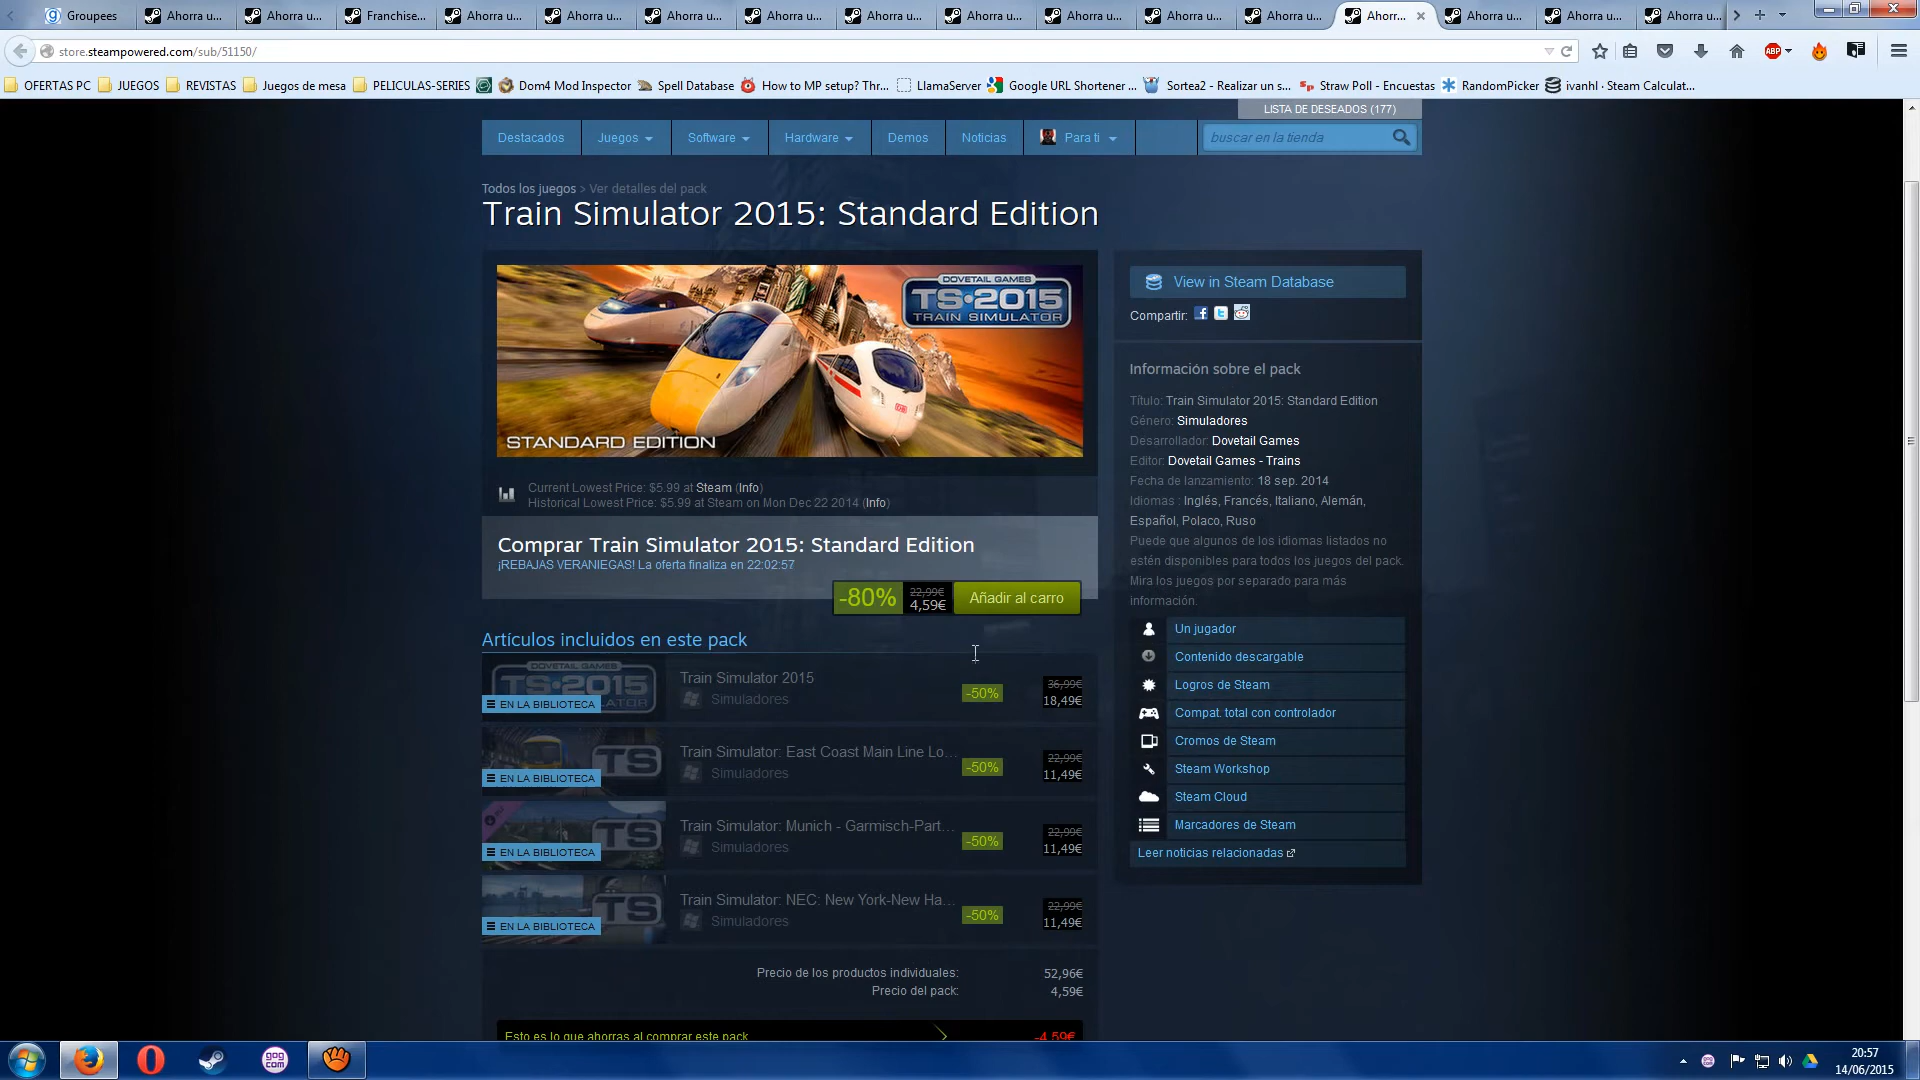 Groupees
Ahorra u...
Ahorra u...
Franchise...
Ahorra u...
Ahorra u...
Ahorra u...
Ahorra u...
Ahorra u...
Ahorra u...
Ahorra u...
Ahorra u...
Ahorra u...
Ahorr...
Ahorra u...
Ahorra u...
Ahorra u...
store.steampowered.com/sub/51150/
ABP
OFERTAS PC
JUEGOS
REVISTAS
Juegos de mesa
PELICULAS-SERIES
Dom4 Mod Inspector
Spell Database
How to MP setup? Thr...
LlamaServer
Google URL Shortener ...
Sortea2 - Realizar un s...
Straw Poll - Encuestas
RandomPicker
ivanhl · Steam Calculat...
LISTA DE DESEADOS (177)
Destacados
Juegos
Software
Hardware
Demos
Noticias
Para ti
buscar en la tienda
Todos los juegos > Ver detalles del pack
Train Simulator 2015: Standard Edition
DOVETAIL GAMES
TS·2015
TRAIN SIMULATOR
STANDARD EDITION
View in Steam Database
Compartir:
Información sobre el pack
Título: Train Simulator 2015: Standard Edition
Género: Simuladores
Desarrollador: Dovetail Games
Editor: Dovetail Games - Trains
Fecha de lanzamiento: 18 sep. 2014
Idiomas : Inglés, Francés, Italiano, Alemán,
Español, Polaco, Ruso
Puede que algunos de los idiomas listados no
estén disponibles para todos los juegos del pack.
Mira los juegos por separado para más
información.
Un jugador
Contenido descargable
Logros de Steam
Compat. total con controlador
Cromos de Steam
Steam Workshop
Steam Cloud
Marcadores de Steam
Leer noticias relacionadas
Current Lowest Price: $5.99 at Steam (Info)
Historical Lowest Price: $5.99 at Steam on Mon Dec 22 2014 (Info)
Comprar Train Simulator 2015: Standard Edition
¡REBAJAS VERANIEGAS! La oferta finaliza en 22:02:57
-80%
22,99€
4,59€
Añadir al carro
Artículos incluidos en este pack
DOVETAIL GAMES
TS·2015
EN LA BIBLIOTECA
Train Simulator 2015
Simuladores
-50%
36,99€
18,49€
TS
EN LA BIBLIOTECA
Train Simulator: East Coast Main Line Lo...
Simuladores
-50%
22,99€
11,49€
TS
EN LA BIBLIOTECA
Train Simulator: Munich - Garmisch-Part...
Simuladores
-50%
22,99€
11,49€
TS
EN LA BIBLIOTECA
Train Simulator: NEC: New York-New Ha...
Simuladores
-50%
22,99€
11,49€
Precio de los productos individuales: 52,96€
Precio del pack: 4,59€
Esto es lo que ahorras al comprar este pack
-4,59€
gog
com
20:57
14/06/2015